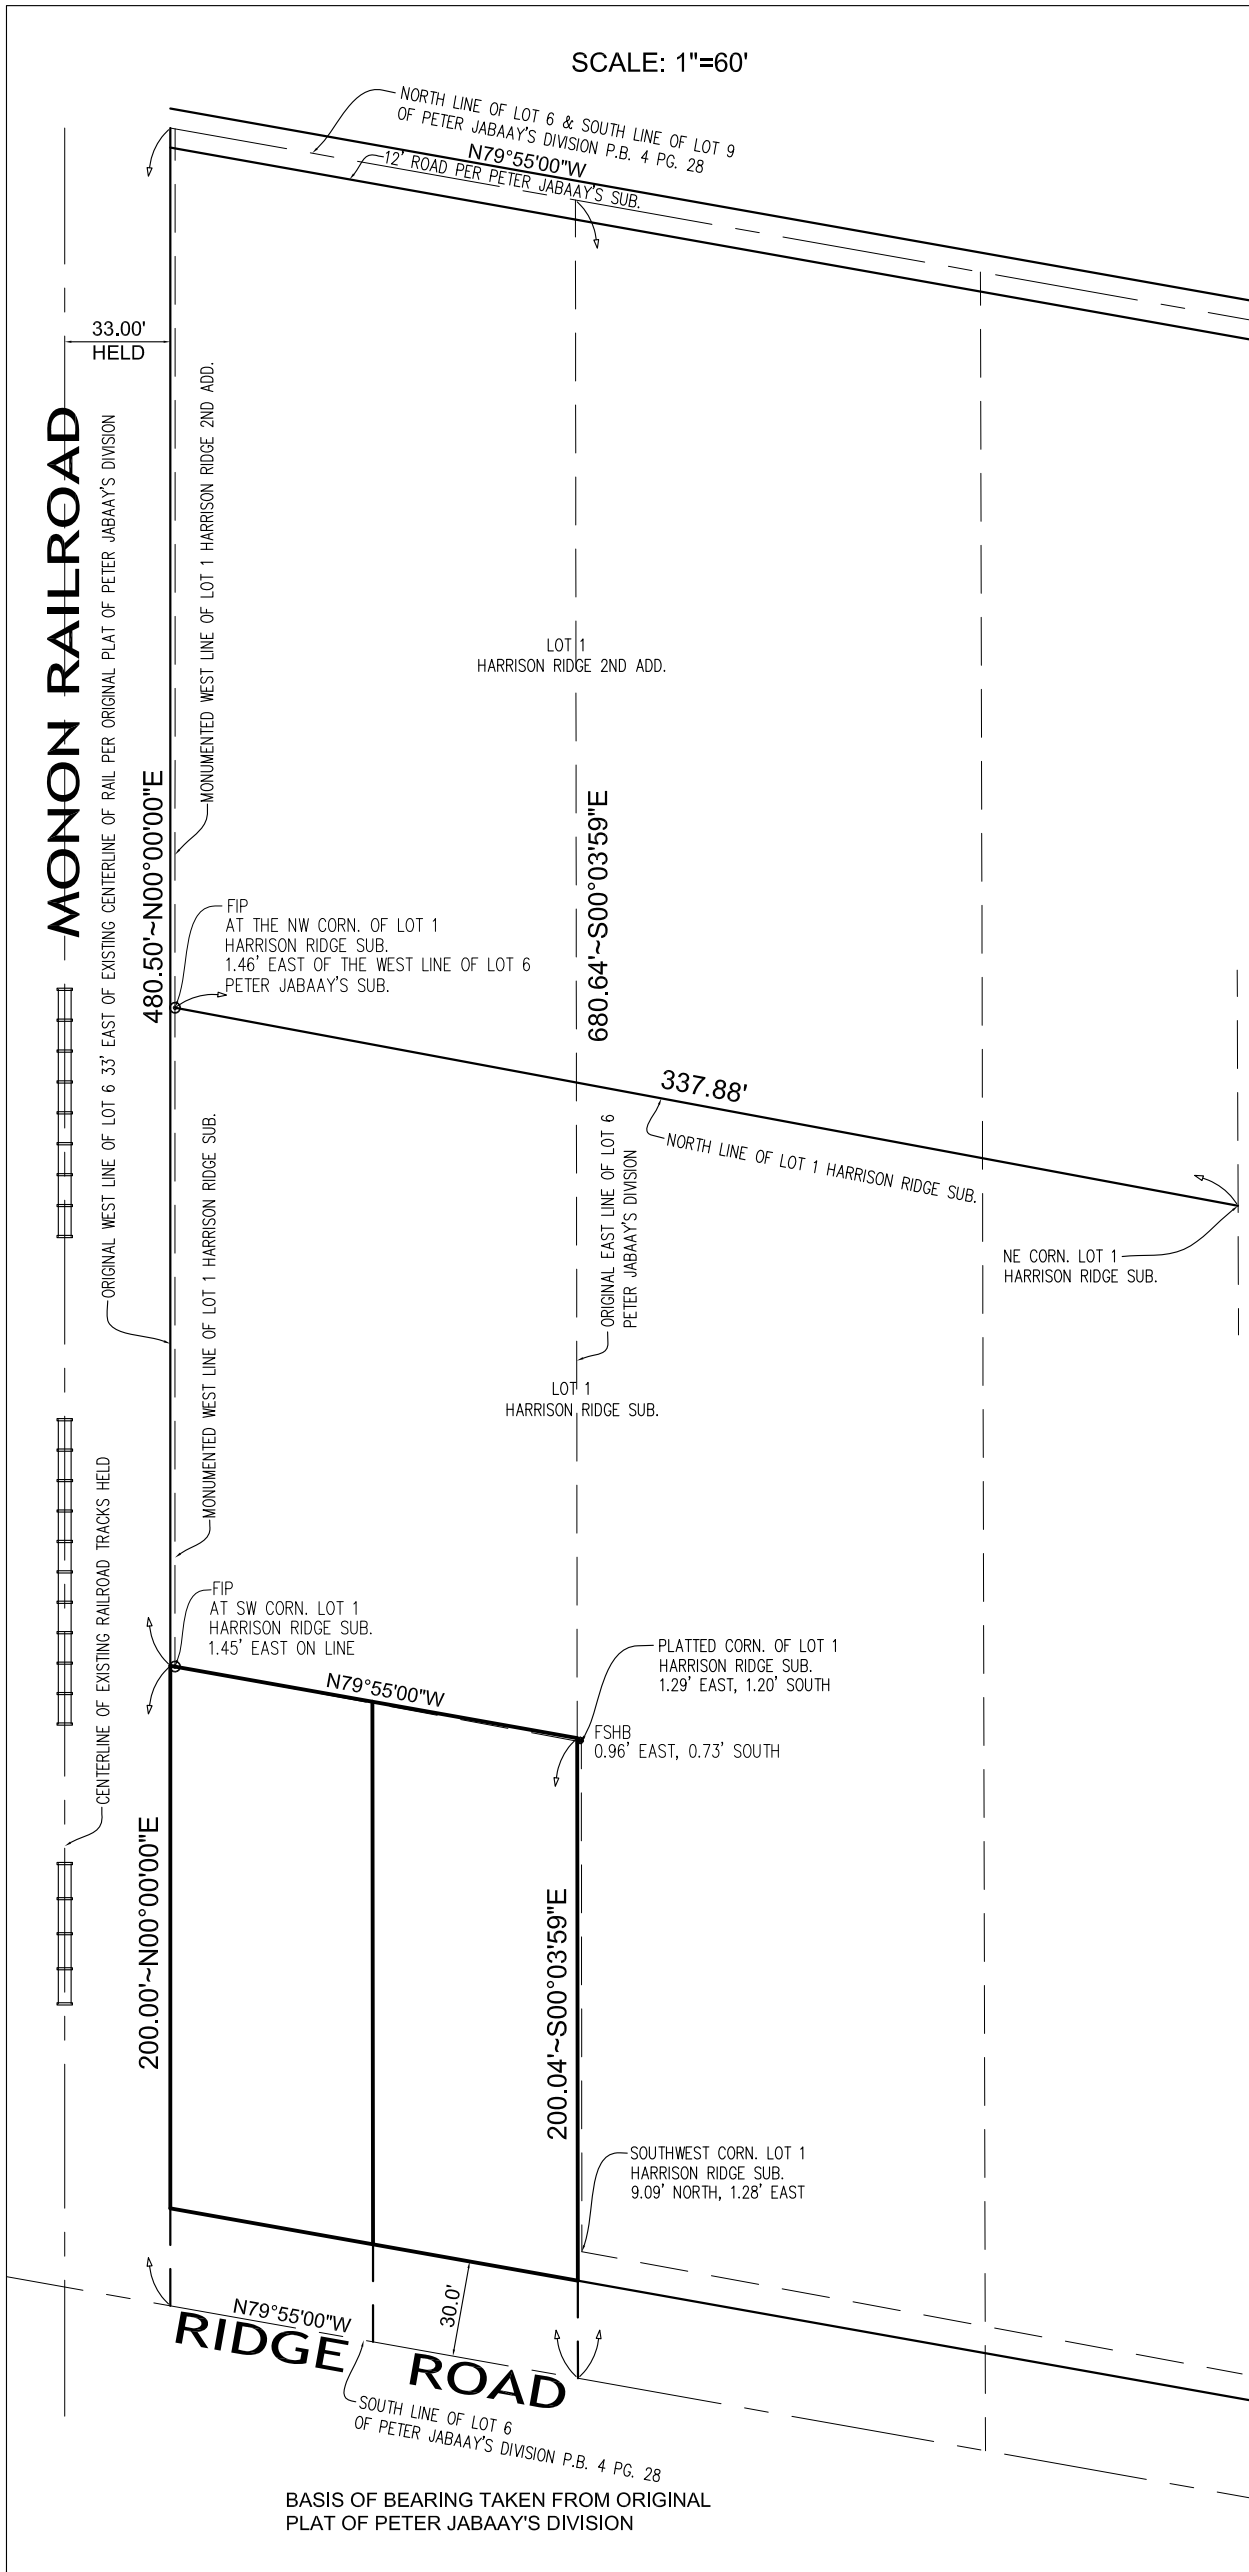 SCALE: 1"=60'
NORTH LINE OF LOT 6 & SOUTH LINE OF LOT 9
OF PETER JABAAY'S DIVISION P.B. 4 PG. 28
N79°55'00"W
12' ROAD PER PETER JABAAY'S SUB.
33.00'
HELD
MONON RAILROAD
ORIGINAL WEST LINE OF LOT 6 33' EAST OF EXISTING CENTERLINE OF RAIL PER ORIGINAL PLAT OF PETER JABAAY'S DIVISION
MONUMENTED WEST LINE OF LOT 1 HARRISON RIDGE 2ND ADD.
LOT 1
HARRISON RIDGE 2ND ADD.
480.50'~N00°00'00"E
680.64'~S00°03'59"E
FIP
AT THE NW CORN. OF LOT 1
HARRISON RIDGE SUB.
1.46' EAST OF THE WEST LINE OF LOT 6
PETER JABAAY'S SUB.
337.88'
NORTH LINE OF LOT 1 HARRISON RIDGE SUB.
MONUMENTED WEST LINE OF LOT 1 HARRISON RIDGE SUB.
ORIGINAL EAST LINE OF LOT 6
PETER JABAAY'S DIVISION
NE CORN. LOT 1
HARRISON RIDGE SUB.
LOT 1
HARRISON RIDGE SUB.
CENTERLINE OF EXISTING RAILROAD TRACKS HELD
FIP
AT SW CORN. LOT 1
HARRISON RIDGE SUB.
1.45' EAST ON LINE
PLATTED CORN. OF LOT 1
HARRISON RIDGE SUB.
1.29' EAST, 1.20' SOUTH
N79°55'00"W
FSHB
0.96' EAST, 0.73' SOUTH
200.00'~N00°00'00"E
200.04'~S00°03'59"E
SOUTHWEST CORN. LOT 1
HARRISON RIDGE SUB.
9.09' NORTH, 1.28' EAST
30.0'
N79°55'00"W
RIDGE ROAD
SOUTH LINE OF LOT 6
OF PETER JABAAY'S DIVISION P.B. 4 PG. 28
BASIS OF BEARING TAKEN FROM ORIGINAL
PLAT OF PETER JABAAY'S DIVISION